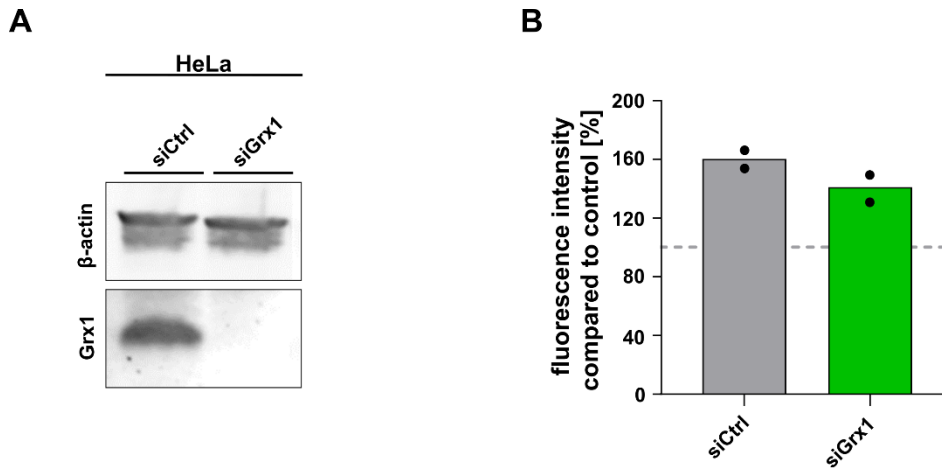 A
HeLa
siCtrl
siGrx1
β-actin
Grx1
B
fluorescence intensity
compared to control [%]
200
160
120
80
40
0
siCtrl
siGrx1